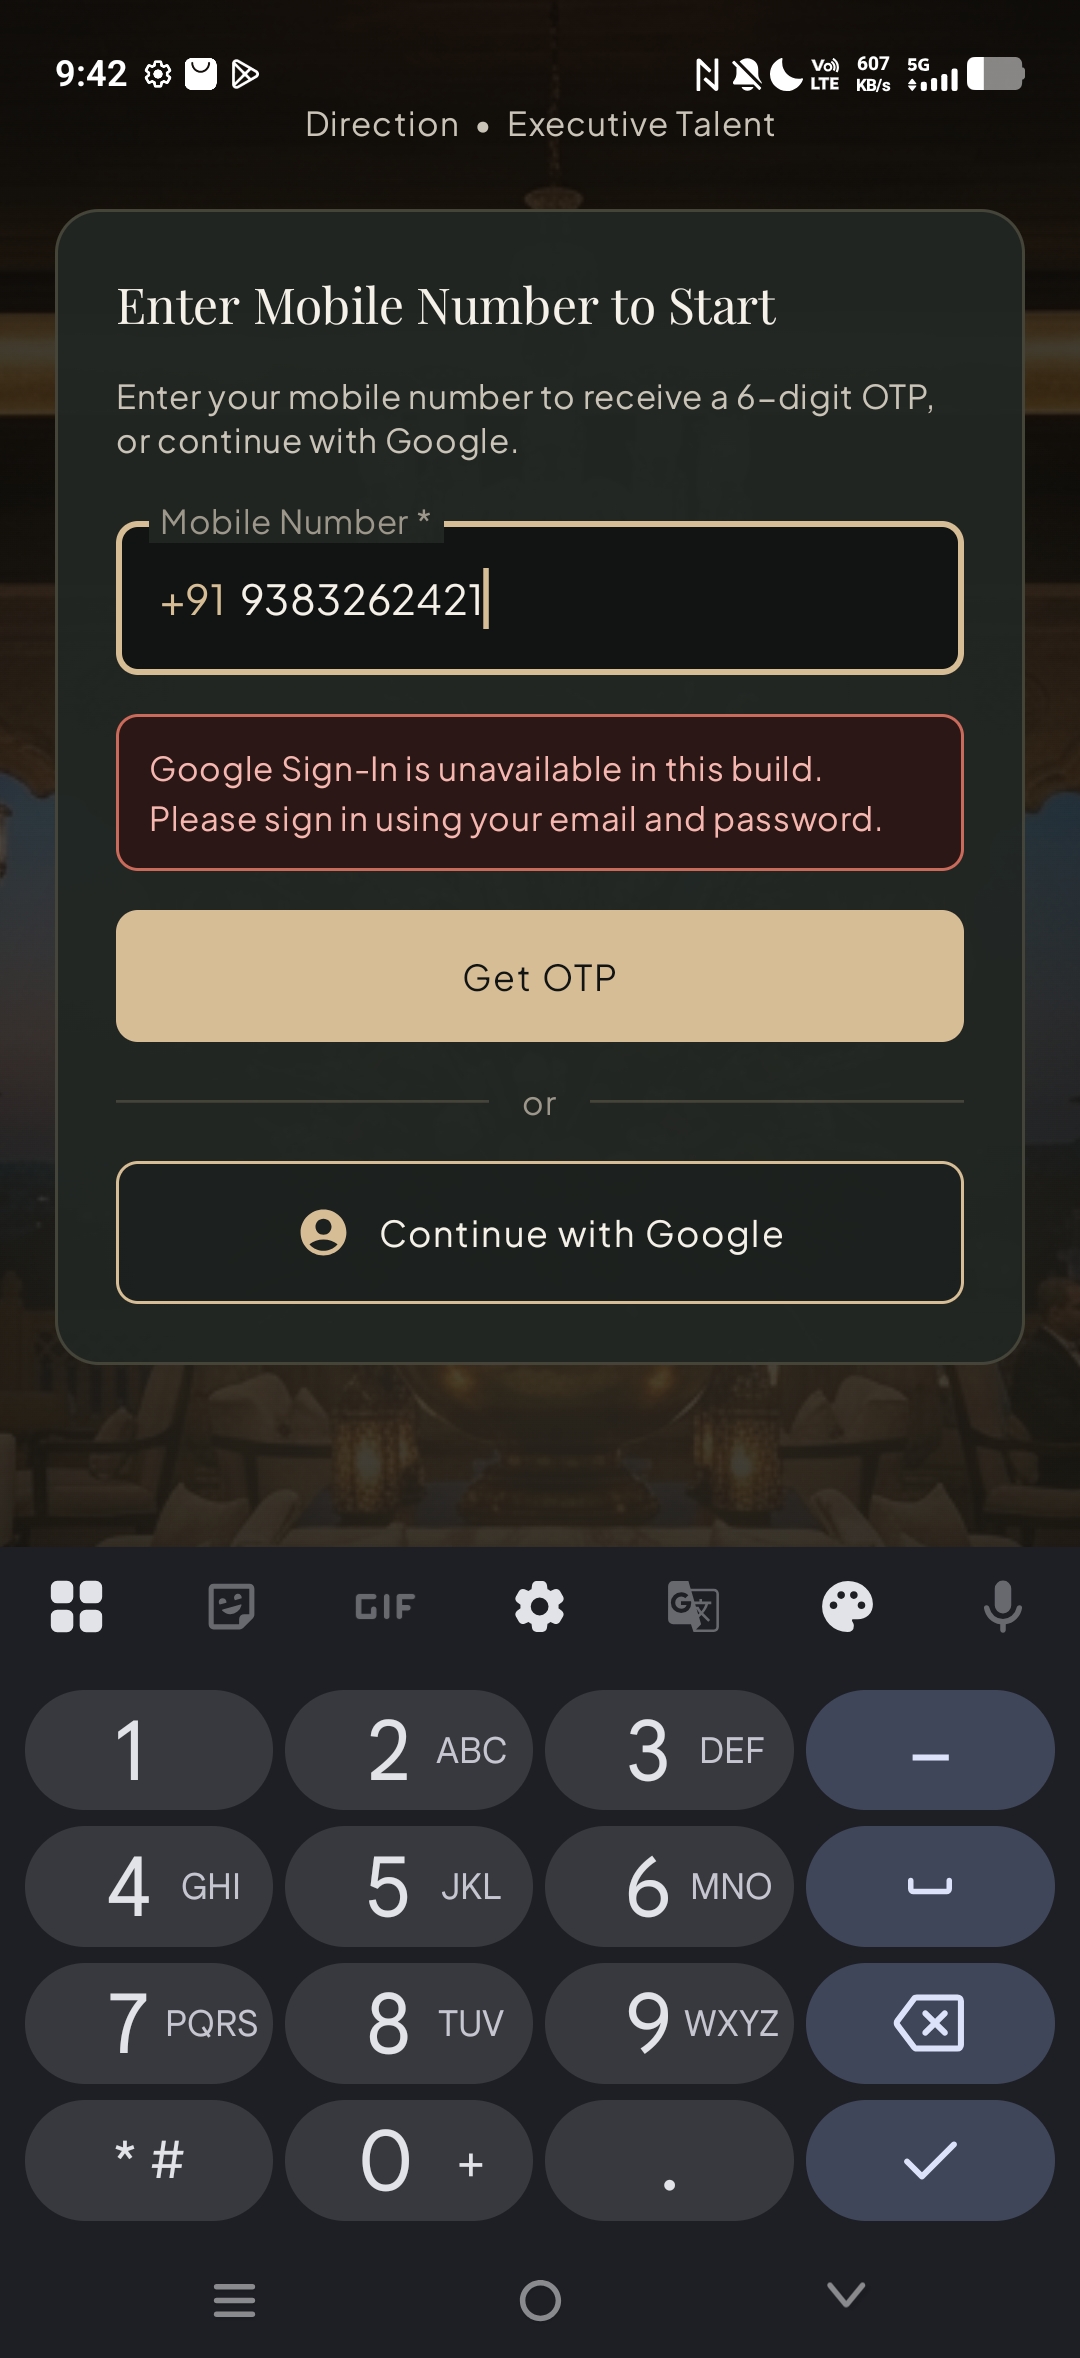 9:42
Vo) LTE
607 KB/s
5G
Direction • Executive Talent
Enter Mobile Number to Start
Enter your mobile number to receive a 6-digit OTP,
or continue with Google.
Mobile Number *
+91 9383262421
Google Sign-In is unavailable in this build.
Please sign in using your email and password.
Get OTP
or
Continue with Google
GIF
G 文
1 2 ABC 3 DEF –
4 GHI 5 JKL 6 MNO
7 PQRS 8 TUV 9 WXYZ
* # 0 + .